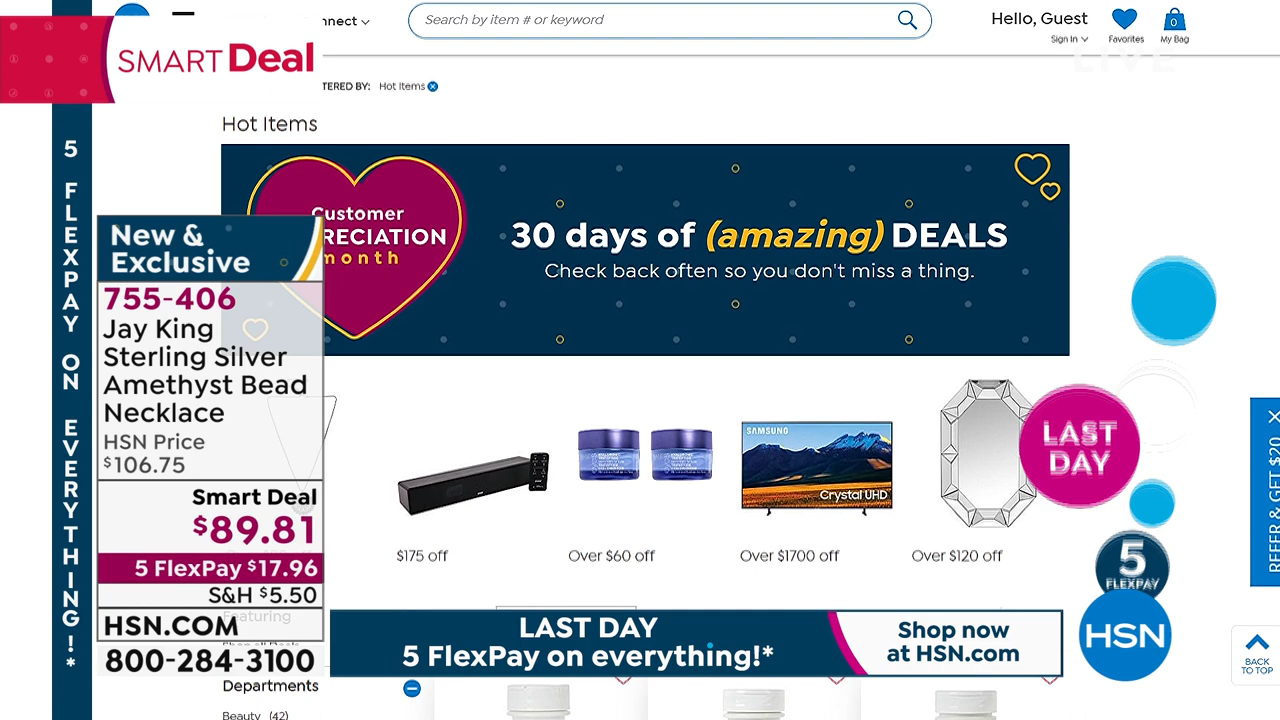 nnect
Search by item # or keyword
Hello, Guest
Sign In
Favorites
0
My Bag
LIVE
SMART Deal
TERED BY: Hot Items
5 FLEXPAY ON EVERYTHING!*
Hot Items
Customer
RECIATION
month
30 days of (amazing) DEALS
Check back often so you don't miss a thing.
New &
Exclusive
755-406
Jay King
Sterling Silver
Amethyst Bead
Necklace
HSN Price
$106.75
Smart Deal
$89.81
5 FlexPay $17.96
S&H $5.50
HSN.COM
800-284-3100
SAMSUNG
Crystal UHD
$175 off
Over $60 off
Over $1700 off
Over $120 off
LAST
DAY
REFER & GET $20
5
FLEXPAY
HSN
Featuring
LAST DAY
5 FlexPay on everything!*
Shop now
at HSN.com
BACK
TO TOP
Departments
Beauty (42)